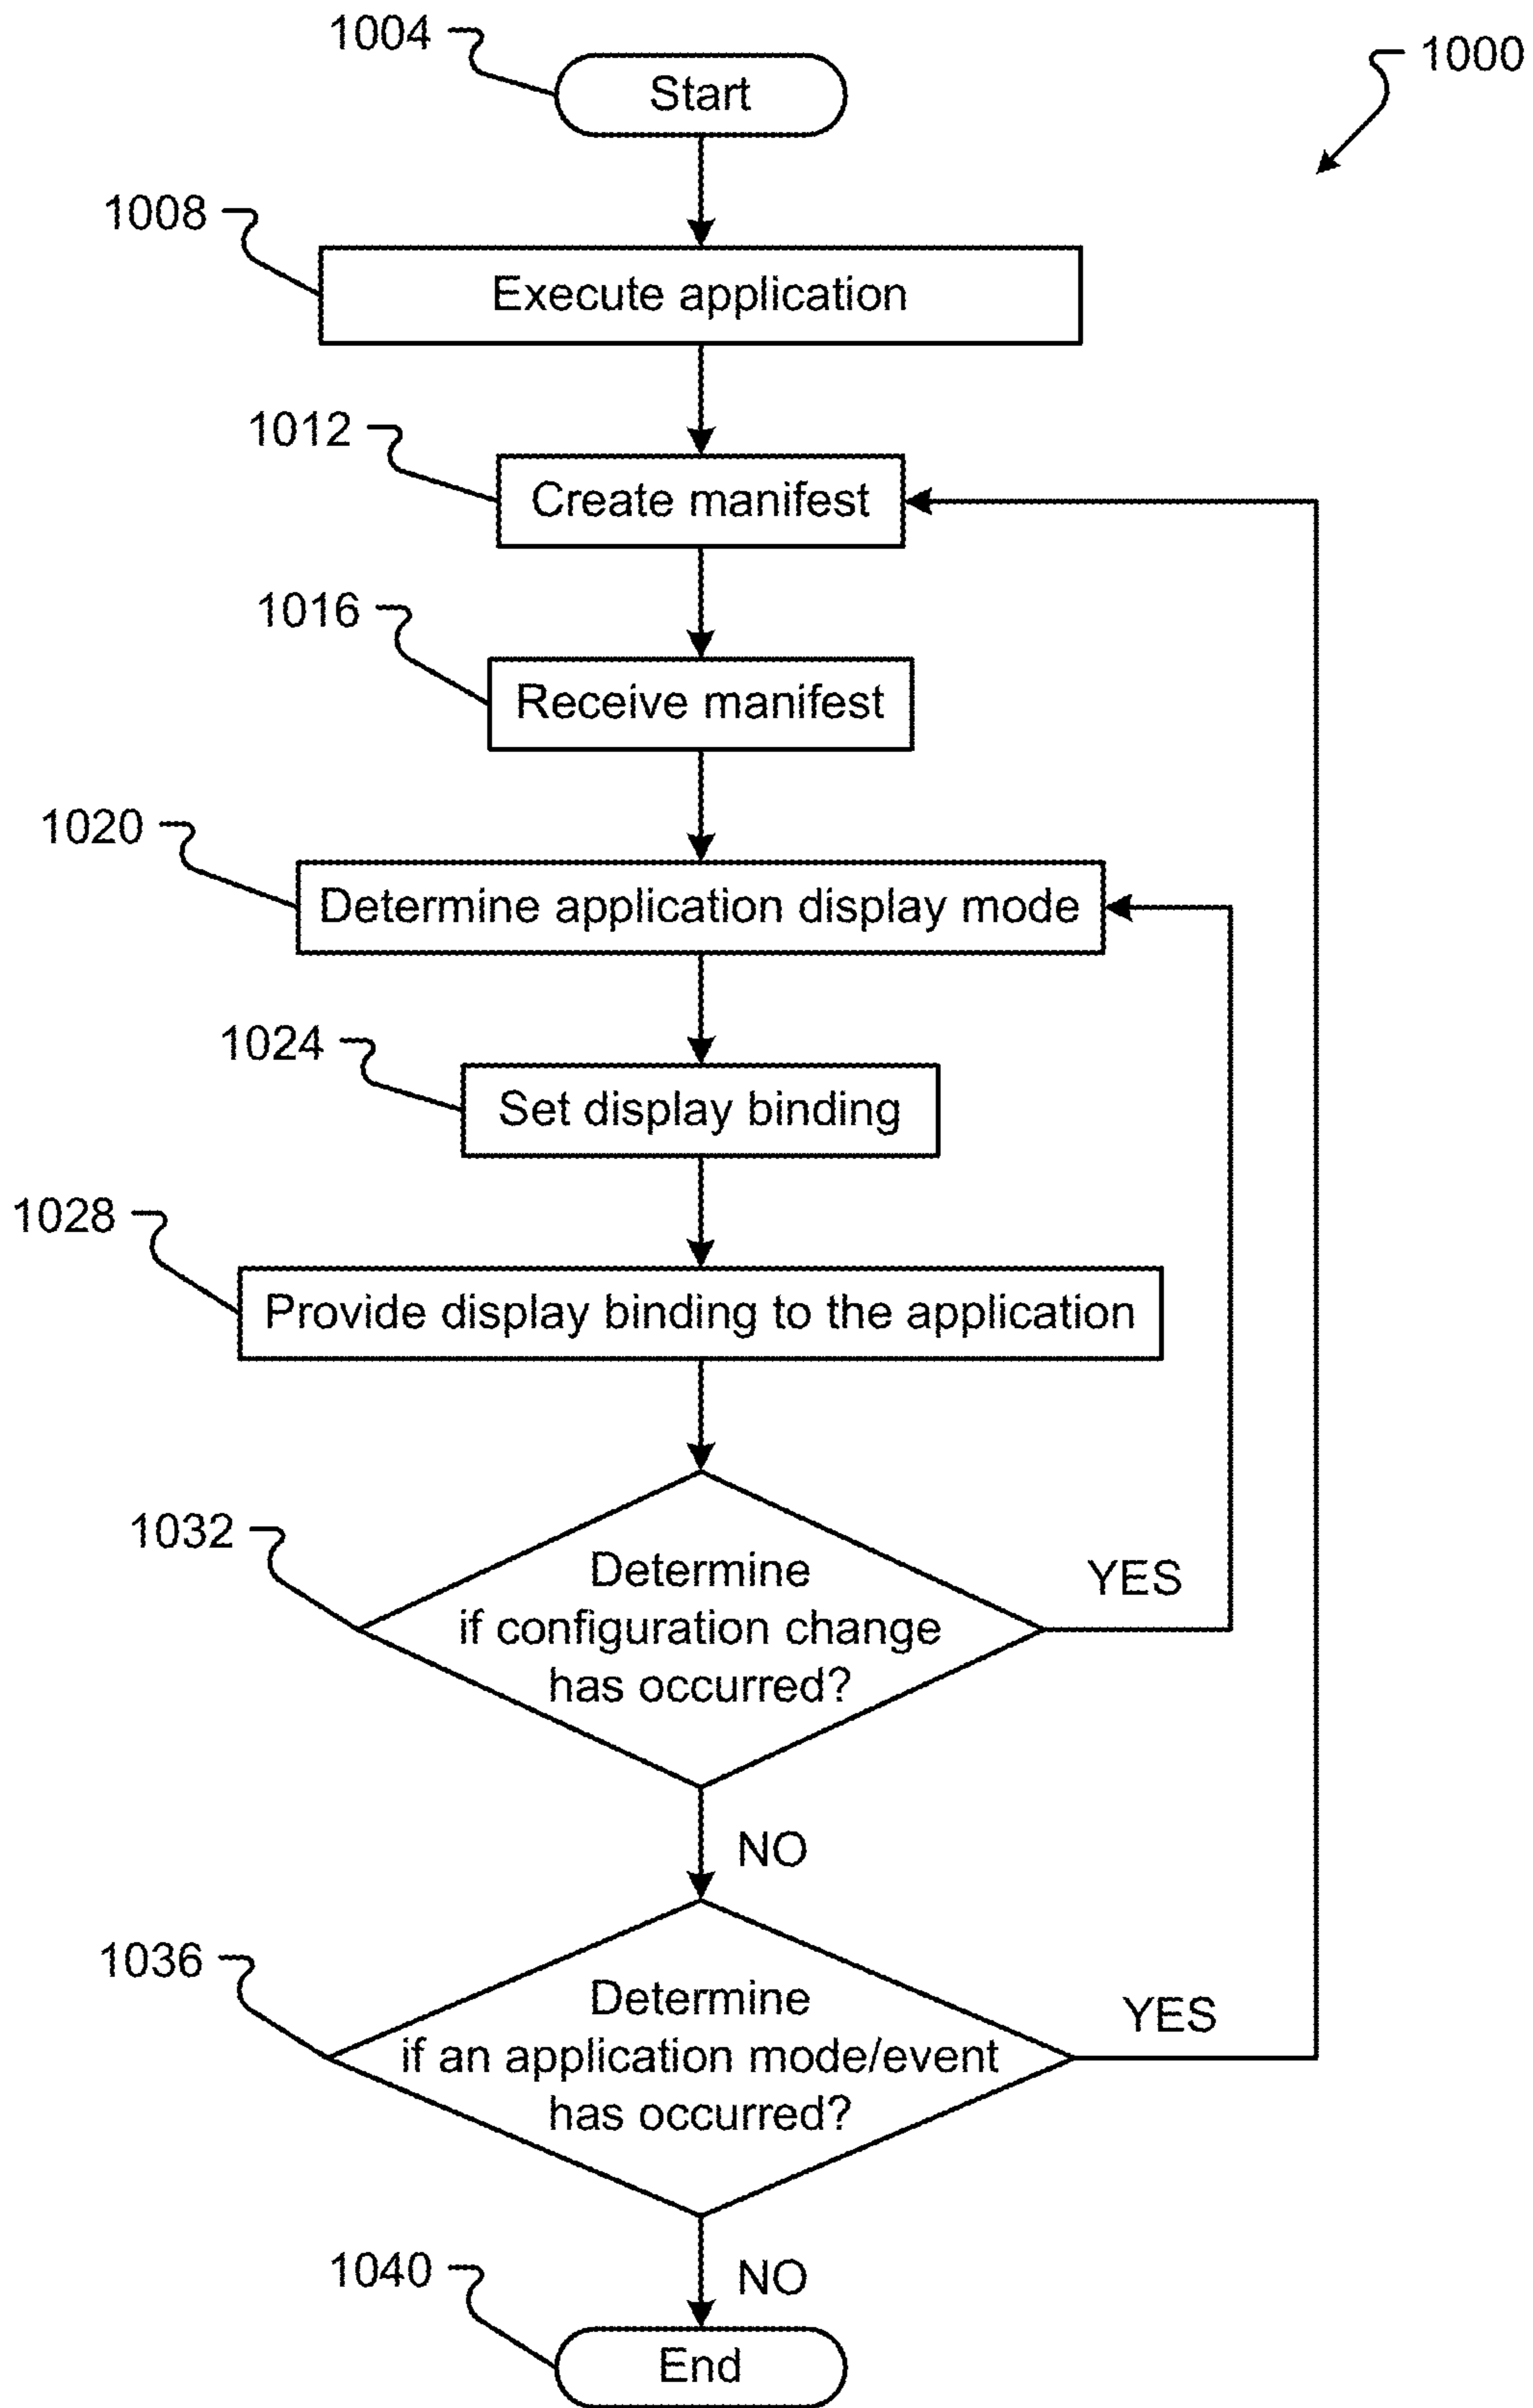 1004
Start
1000
1008
Execute application
1012
Create manifest
1016
Receive manifest
1020
Determine application display mode
1024
Set display binding
1028
Provide display binding to the application
1032
Determine
if configuration change
has occurred?
YES
NO
1036
Determine
if an application mode/event
has occurred?
YES
NO
1040
End